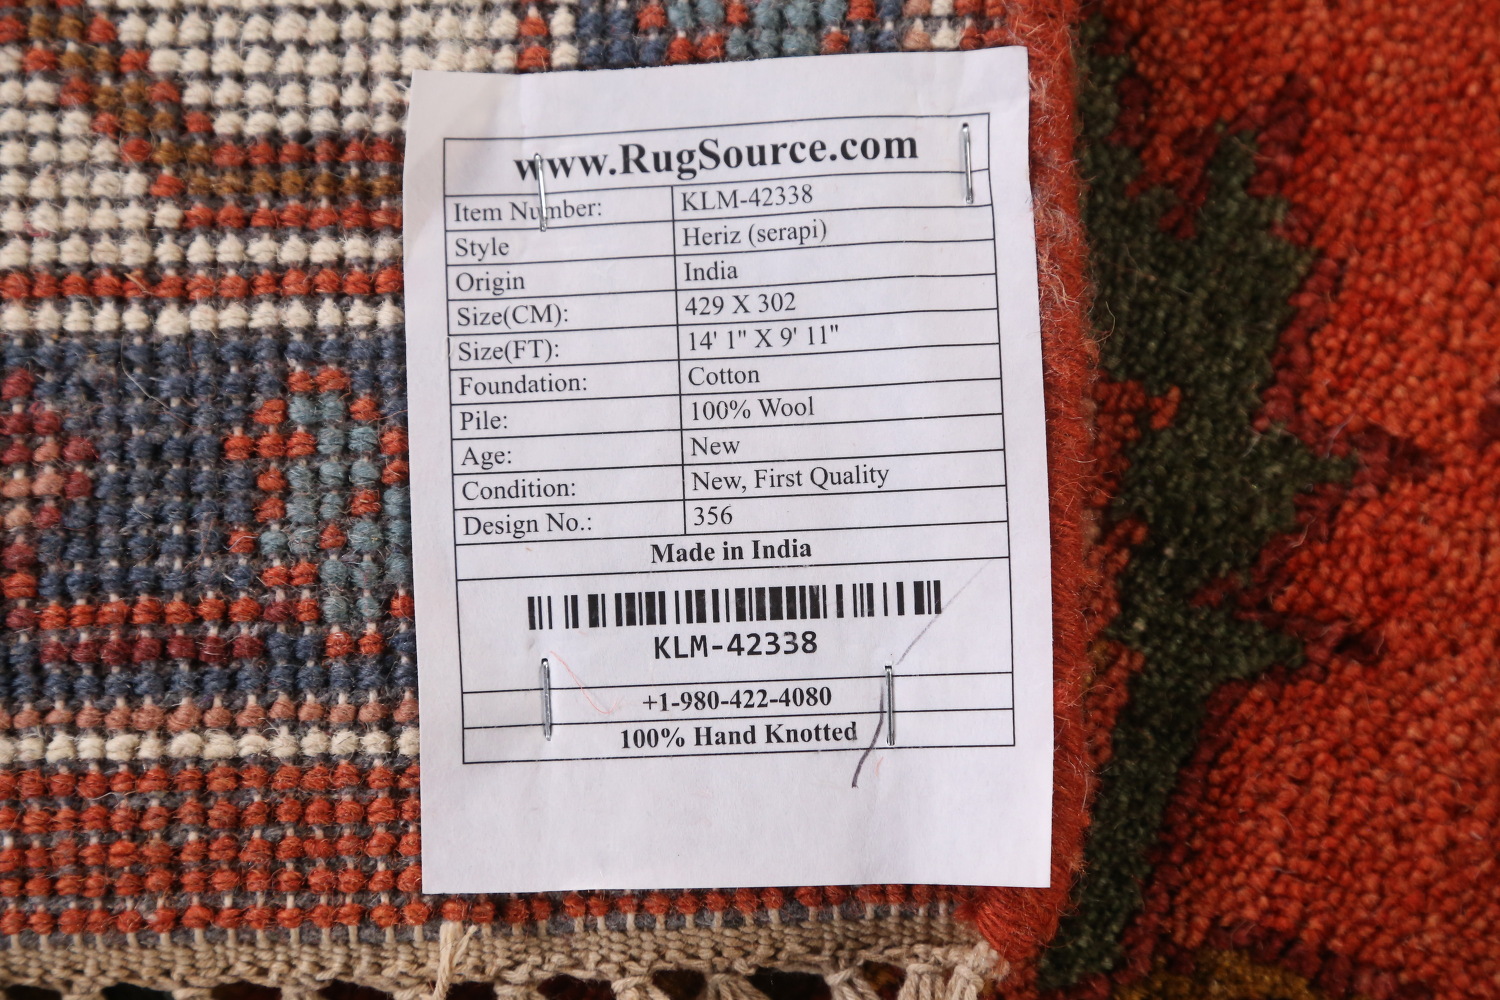 www.RugSource.com
Item Number: KLM-42338
Style Heriz (serapi)
Origin India
Size(CM): 429 X 302
Size(FT): 14' 1" X 9' 11"
Foundation: Cotton
Pile: 100% Wool
Age: New
Condition: New, First Quality
Design No.: 356
Made in India
KLM-42338
+1-980-422-4080
100% Hand Knotted